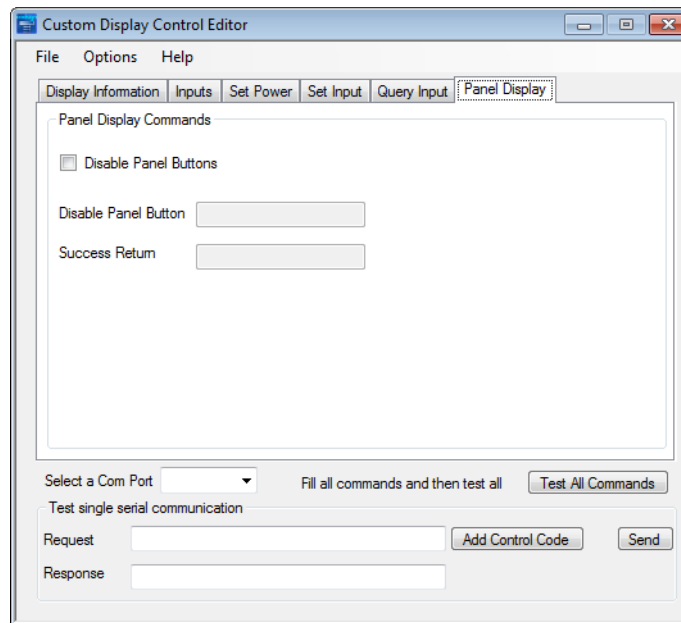 Custom Display Control Editor
File Options Help
Display Information Inputs Set Power Set Input Query Input Panel Display
Panel Display Commands
Disable Panel Buttons
Disable Panel Button
Success Return
Select a Com Port Fill all commands and then test all Test All Commands
Test single serial communication
Request Add Control Code Send
Response